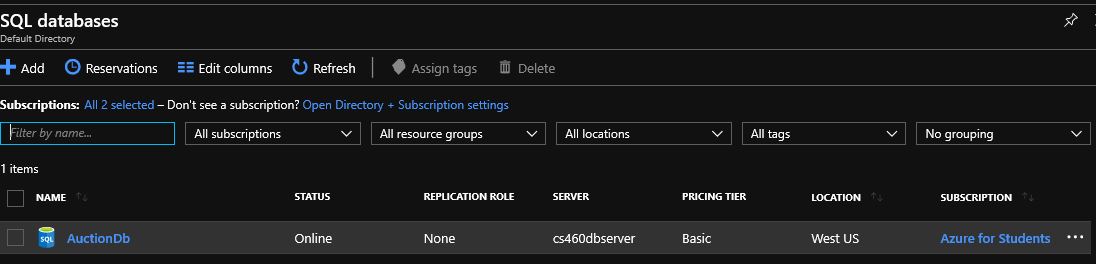 SQL databases
Default Directory
Add Reservations Edit columns Refresh Assign tags Delete
Subscriptions: All 2 selected – Don't see a subscription? Open Directory + Subscription settings
Filter by name... All subscriptions All resource groups All locations All tags No grouping
1 items
NAME STATUS REPLICATION ROLE SERVER PRICING TIER LOCATION SUBSCRIPTION
SQL AuctionDb Online None cs460dbserver Basic West US Azure for Students